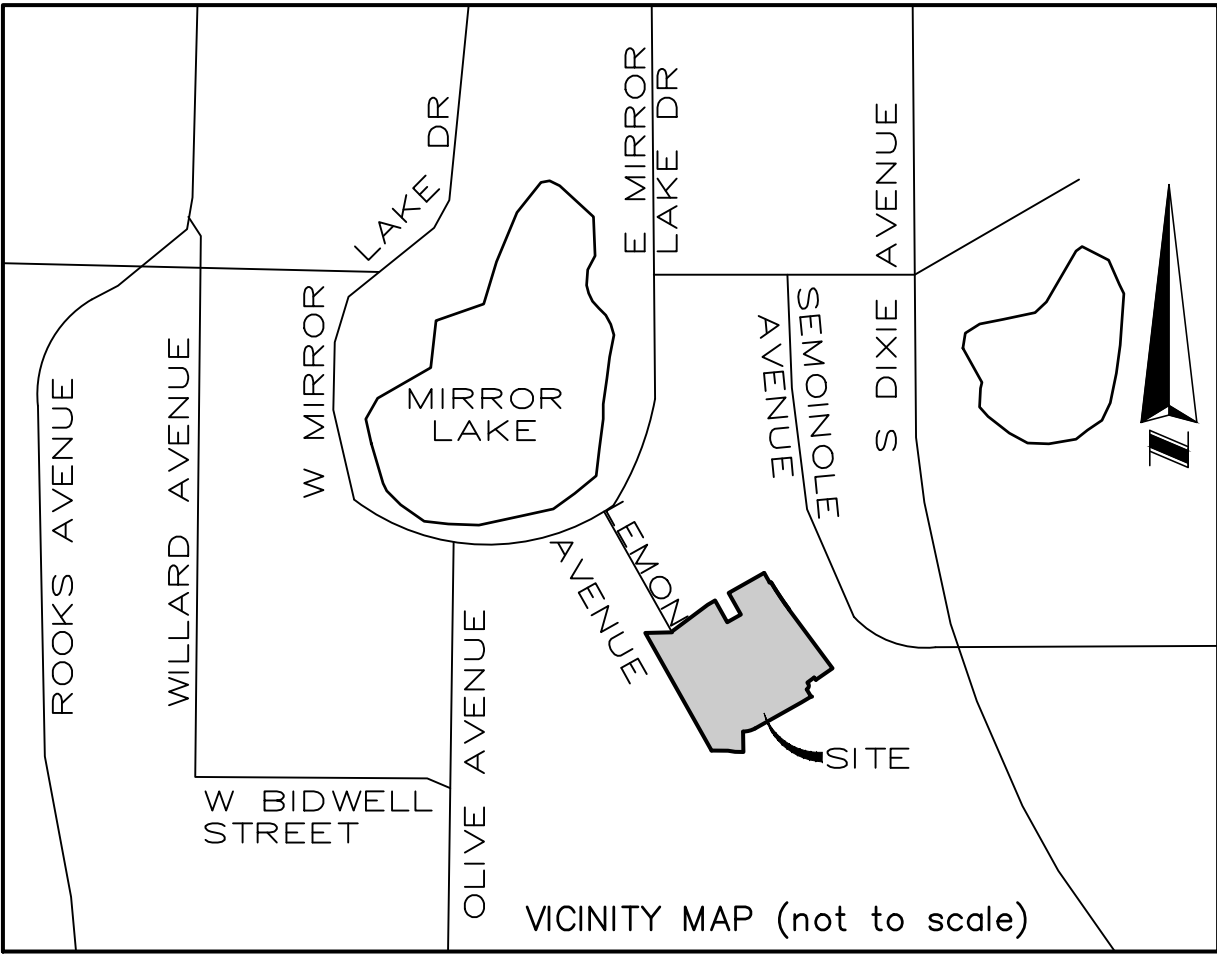 LAKE DR
W MIRROR
E MIRROR
LAKE DR
S DIXIE AVENUE
SEMOINOLE
AVENUE
MIRROR
LAKE
ROOKS AVENUE
WILLARD AVENUE
LEMON
AVENUE
OLIVE AVENUE
W BIDWELL
STREET
SITE
N
VICINITY MAP (not to scale)